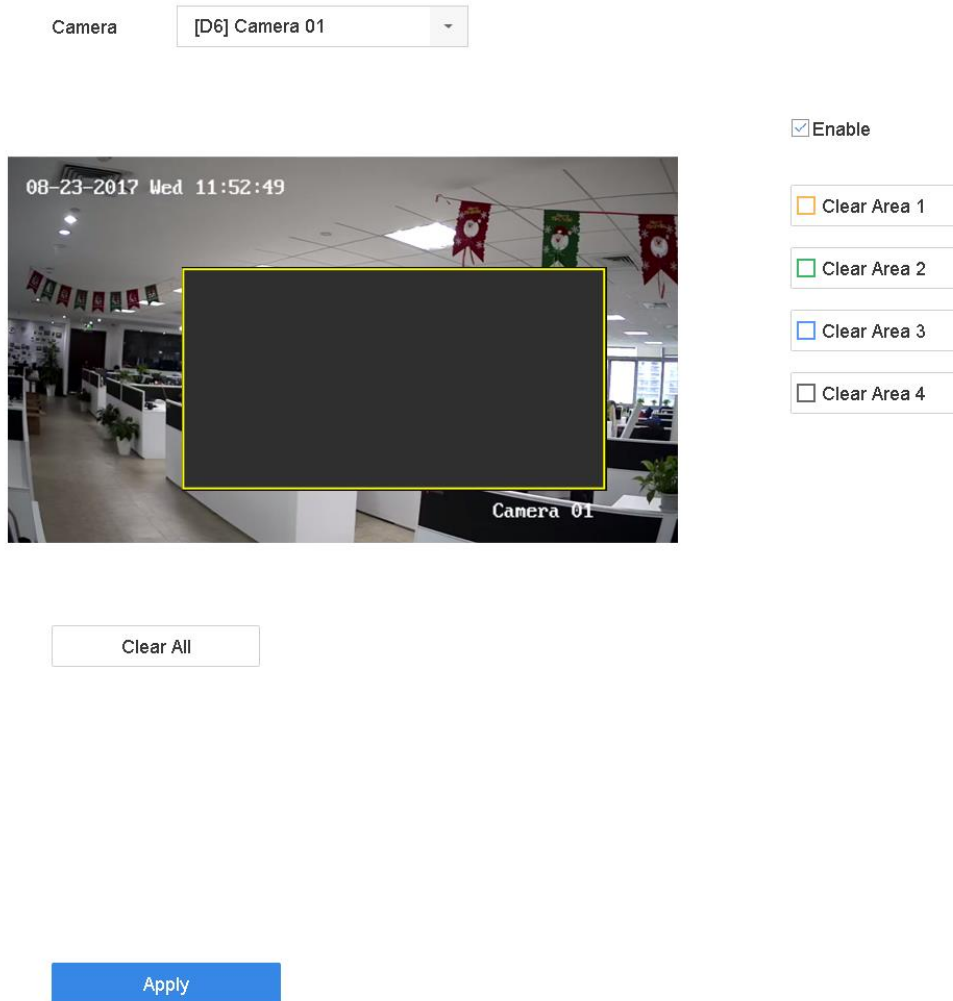 Camera
[D6] Camera 01
Enable
08-23-2017 Wed 11:52:49
Clear Area 1
Clear Area 2
Clear Area 3
Clear Area 4
Camera 01
Clear All
Apply